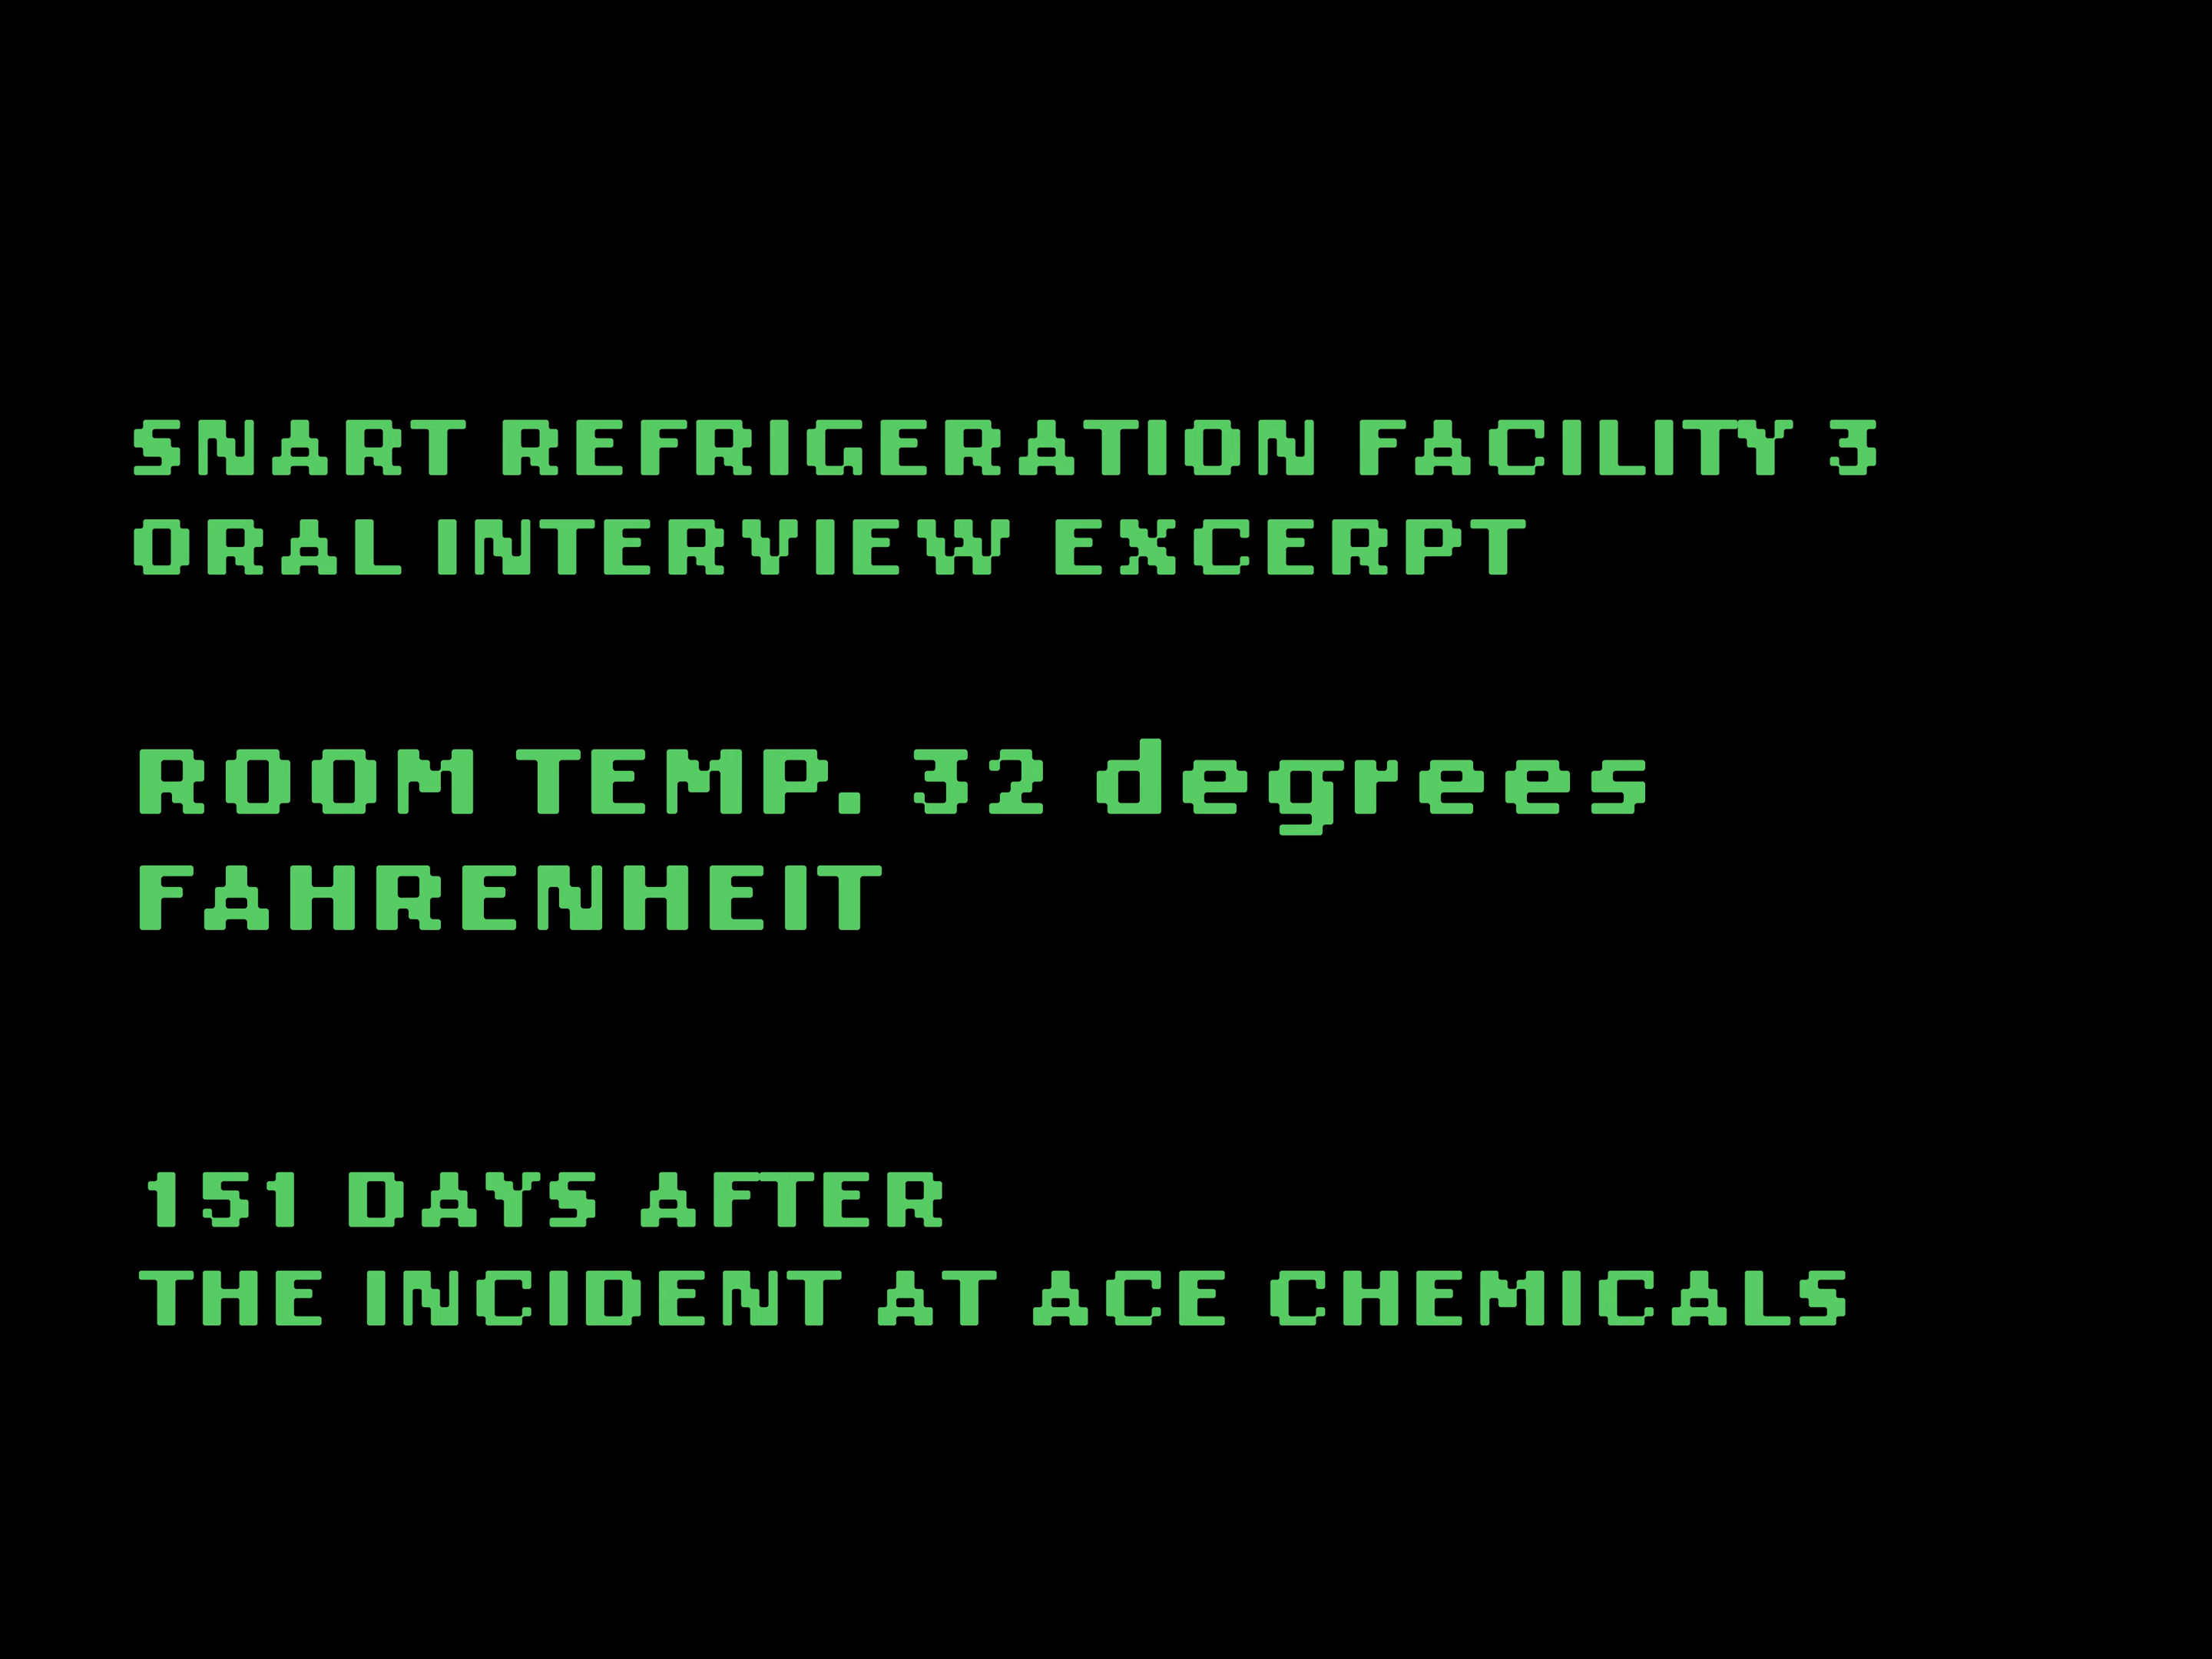 SNART REFRIGERATION FACILITY 3
ORAL INTERVIEW EXCERPT
ROOM TEMP. 32 degrees
FAHRENHEIT
151 DAYS AFTER
THE INCIDENT AT ACE CHEMICALS